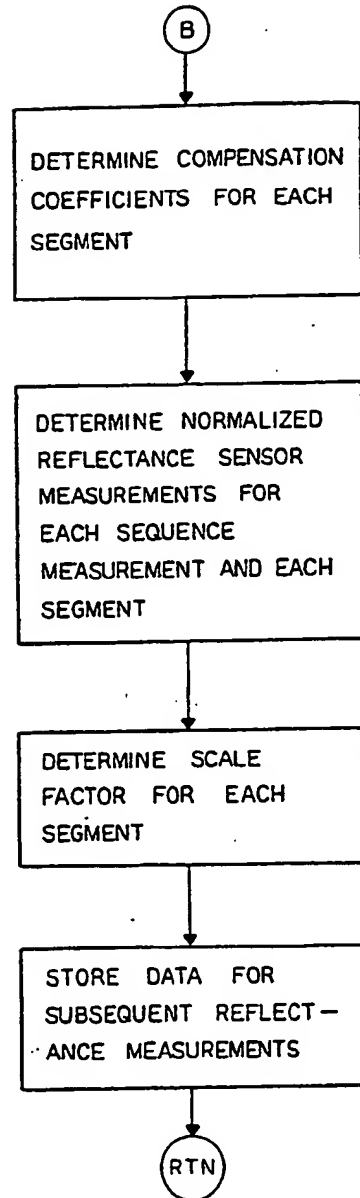 B
DETERMINE COMPENSATION
COEFFICIENTS FOR EACH
SEGMENT
DETERMINE NORMALIZED
REFLECTANCE SENSOR
MEASUREMENTS FOR
EACH SEQUENCE
MEASUREMENT AND EACH
SEGMENT
DETERMINE SCALE
FACTOR FOR EACH
SEGMENT
STORE DATA FOR
SUBSEQUENT REFLECT-
ANCE MEASUREMENTS
RTN